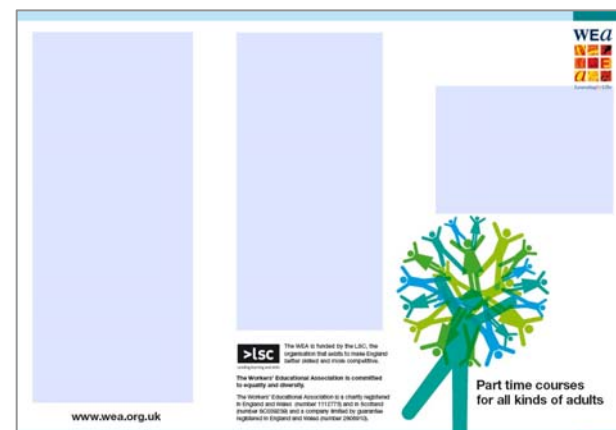 www.wea.org.uk
>lsc
The WEA is funded by the LSC, the
organisation that exists to make England
better skilled and more competitive.
The Workers' Educational Association is committed
to equality and diversity.
The Workers' Educational Association is a charity registered
in England and Wales (number 1112775) and in Scotland
(number SC039239) and a company limited by guarantee
registered in England and Wales (number 2806910).
WEA
Learning for Life
Part time courses
for all kinds of adults